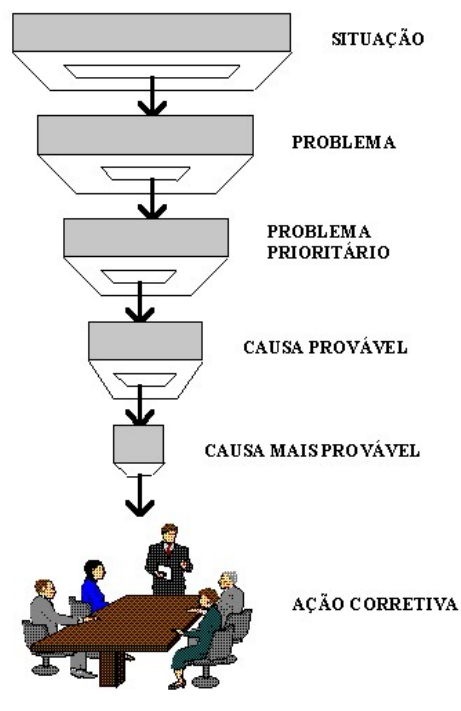 SITUAÇÃO
PROBLEMA
PROBLEMA
PRIORITÁRIO
CAUSA PROVÁVEL
CAUSA MAIS PROVÁVEL
AÇÃO CORRETIVA